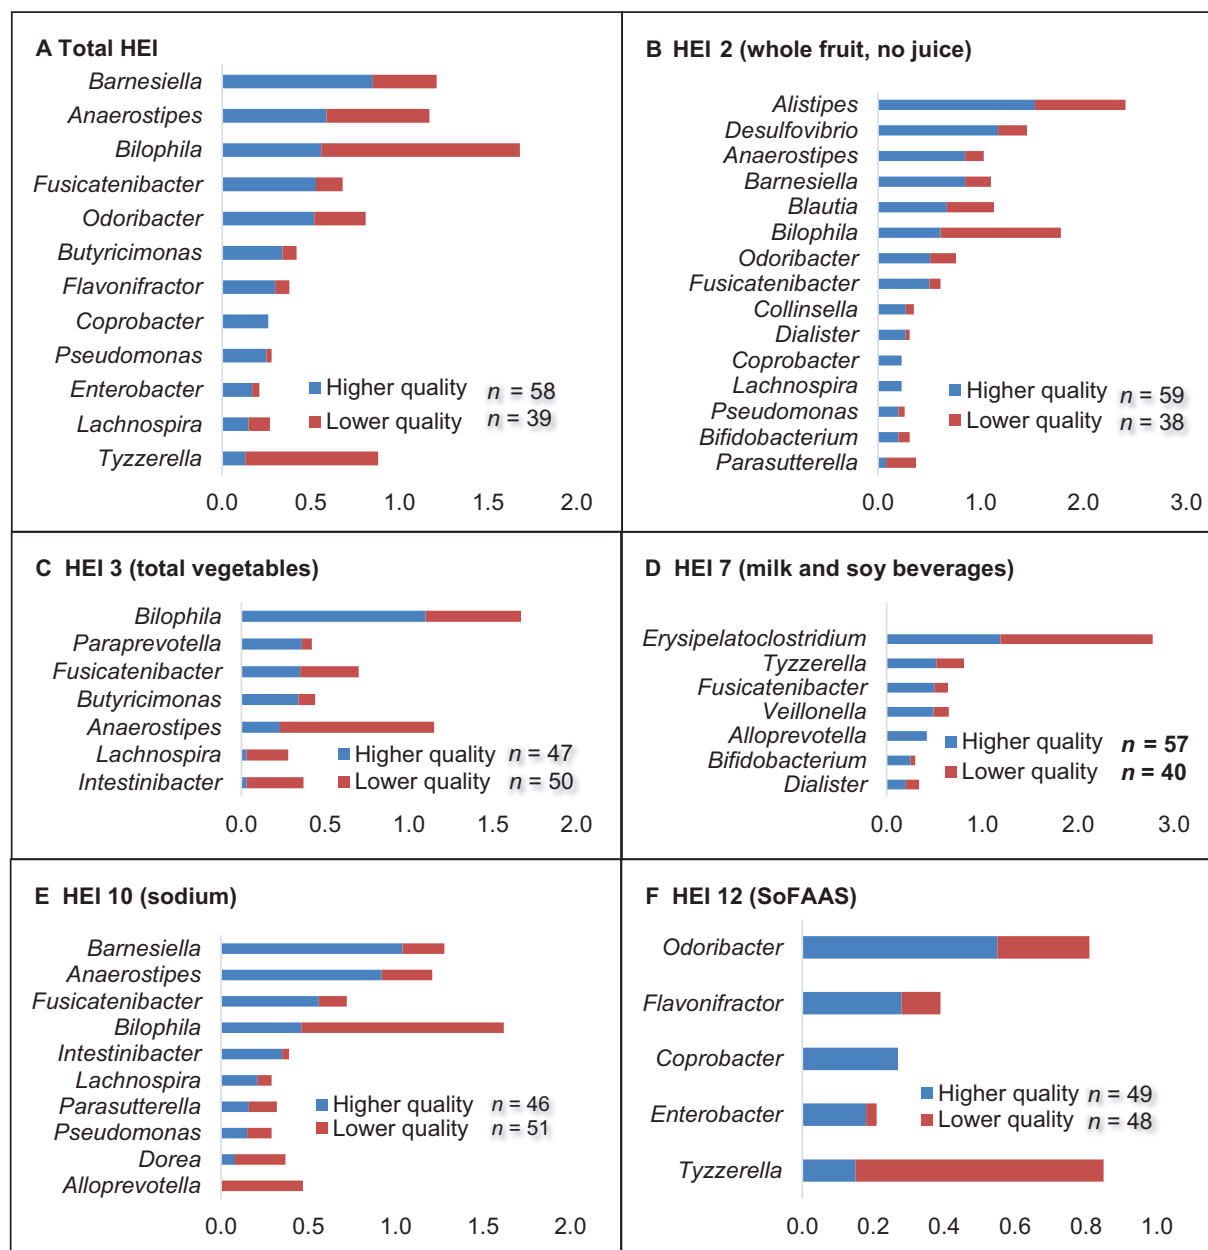 A Total HEI
Barnesiella
Anaerostipes
Bilophila
Fusicatenibacter
Odoribacter
Butyricimonas
Flavonifractor
Coprobacter
Pseudomonas
Enterobacter
Lachnospira
Tyzzerella
Higher quality n = 58
Lower quality n = 39
0.0 0.5 1.0 1.5 2.0
B HEI 2 (whole fruit, no juice)
Alistipes
Desulfovibrio
Anaerostipes
Barnesiella
Blautia
Bilophila
Odoribacter
Fusicatenibacter
Collinsella
Dialister
Coprobacter
Lachnospira
Pseudomonas
Bifidobacterium
Parasutterella
Higher quality n = 59
Lower quality n = 38
0.0 1.0 2.0 3.0
C HEI 3 (total vegetables)
Bilophila
Paraprevotella
Fusicatenibacter
Butyricimonas
Anaerostipes
Lachnospira
Intestinibacter
Higher quality n = 47
Lower quality n = 50
0.0 0.5 1.0 1.5 2.0
D HEI 7 (milk and soy beverages)
Erysipelatoclostridium
Tyzzerella
Fusicatenibacter
Veillonella
Alloprevotella
Bifidobacterium
Dialister
Higher quality n = 57
Lower quality n = 40
0.0 1.0 2.0 3.0
E HEI 10 (sodium)
Barnesiella
Anaerostipes
Fusicatenibacter
Bilophila
Intestinibacter
Lachnospira
Parasutterella
Pseudomonas
Dorea
Alloprevotella
Higher quality n = 46
Lower quality n = 51
0.0 0.5 1.0 1.5 2.0
F HEI 12 (SoFAAS)
Odoribacter
Flavonifractor
Coprobacter
Enterobacter
Tyzzerella
Higher quality n = 49
Lower quality n = 48
0.0 0.2 0.4 0.6 0.8 1.0